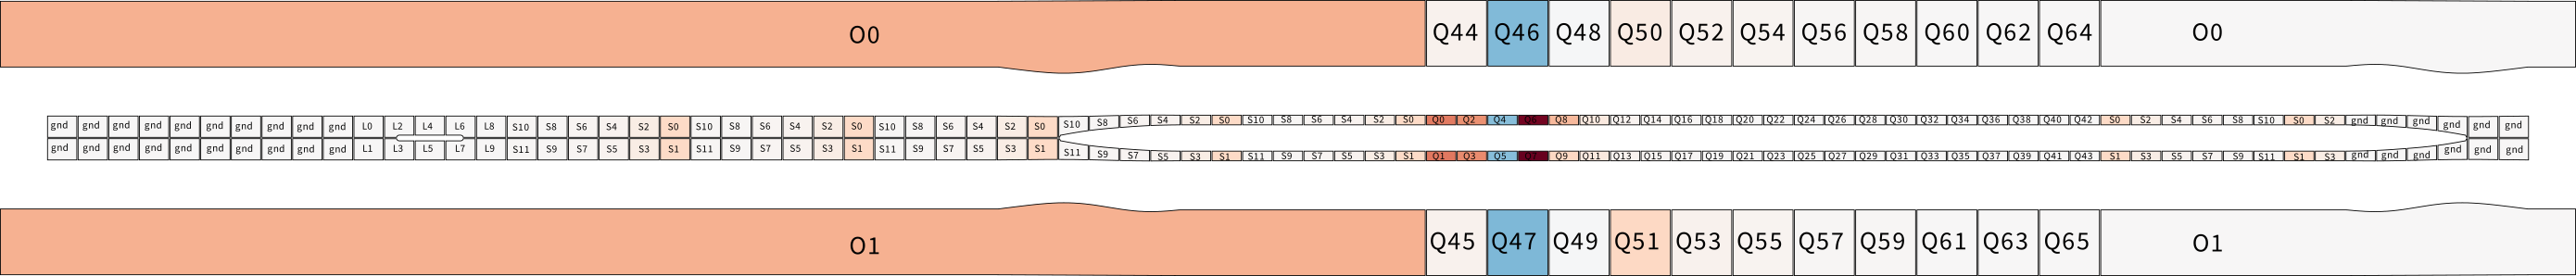 O0 Q44 Q46 Q48 Q50 Q52 Q54 Q56 Q58 Q60 Q62 Q64 O0
gnd gnd gnd gnd gnd gnd gnd gnd gnd gnd L0 L2 L4 L6 L8 S10 S8 S6 S4 S2 S0 S10 S8 S6 S4 S2 S0 S10 S8 S6 S4 S2 S0 S10 S8 S6 S4 S2 S0 S10 S8 S6 S4 S2 S0 Q0 Q2 Q4 Q6 Q8 Q10 Q12 Q14 Q16 Q18 Q20 Q22 Q24 Q26 Q28 Q30 Q32 Q34 Q36 Q38 Q40 Q42 S0 S2 S4 S6 S8 S10 S0 S2 gnd gnd gnd gnd gnd gnd
gnd gnd gnd gnd gnd gnd gnd gnd gnd gnd L1 L3 L5 L7 L9 S11 S9 S7 S5 S3 S1 S11 S9 S7 S5 S3 S1 S11 S9 S7 S5 S3 S1 S11 S9 S7 S5 S3 S1 S11 S9 S7 S5 S3 S1 Q1 Q3 Q5 Q7 Q9 Q11 Q13 Q15 Q17 Q19 Q21 Q23 Q25 Q27 Q29 Q31 Q33 Q35 Q37 Q39 Q41 Q43 S1 S3 S5 S7 S9 S11 S1 S3 gnd gnd gnd gnd gnd gnd
O1 Q45 Q47 Q49 Q51 Q53 Q55 Q57 Q59 Q61 Q63 Q65 O1